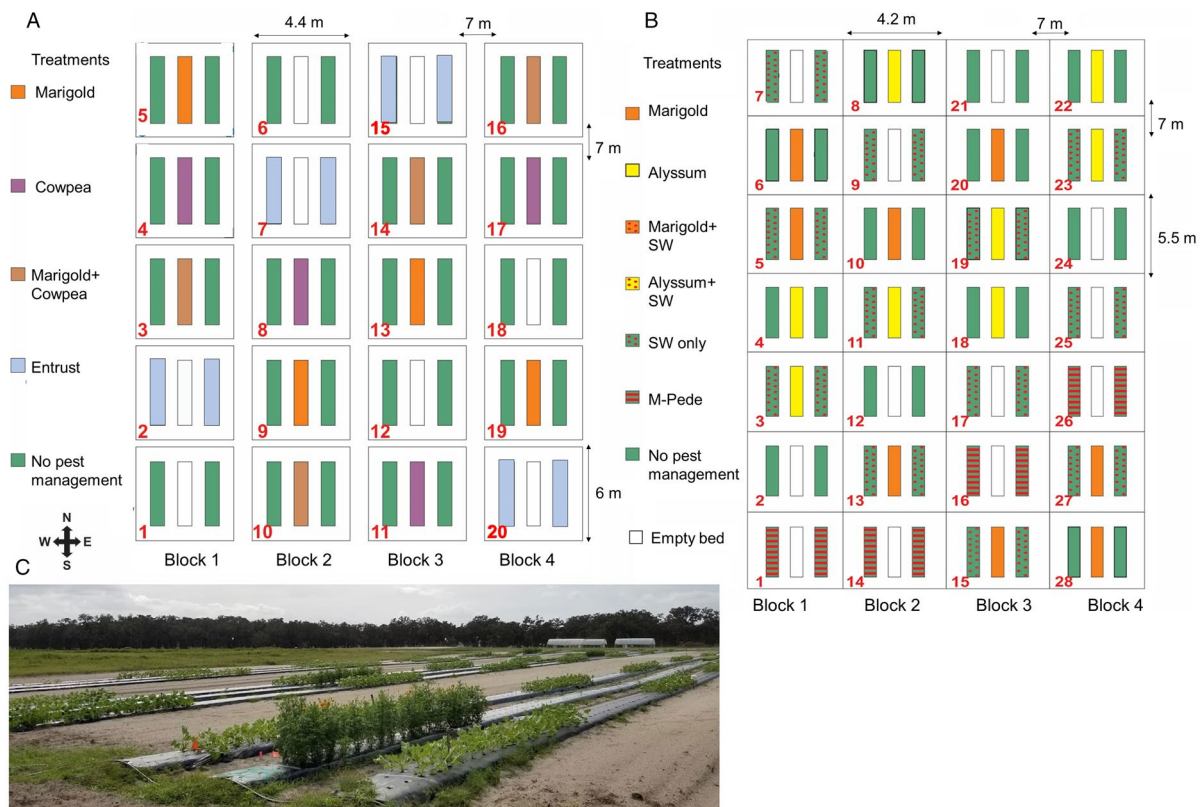 A
4.4 m
7 m
Treatments
Marigold
Cowpea
Marigold+
Cowpea
Entrust
No pest
management
5
6
15
16
7 m
4
7
14
17
3
8
13
18
2
9
12
19
1
10
11
20
6 m
N
W E
S
Block 1
Block 2
Block 3
Block 4
B
4.2 m
7 m
Treatments
Marigold
Alyssum
Marigold+
SW
Alyssum+
SW
SW only
M-Pede
No pest
management
Empty bed
7
8
21
22
7 m
6
9
20
23
5
10
19
24
5.5 m
4
11
18
25
3
12
17
26
2
13
16
27
1
14
15
28
Block 1
Block 2
Block 3
Block 4
C